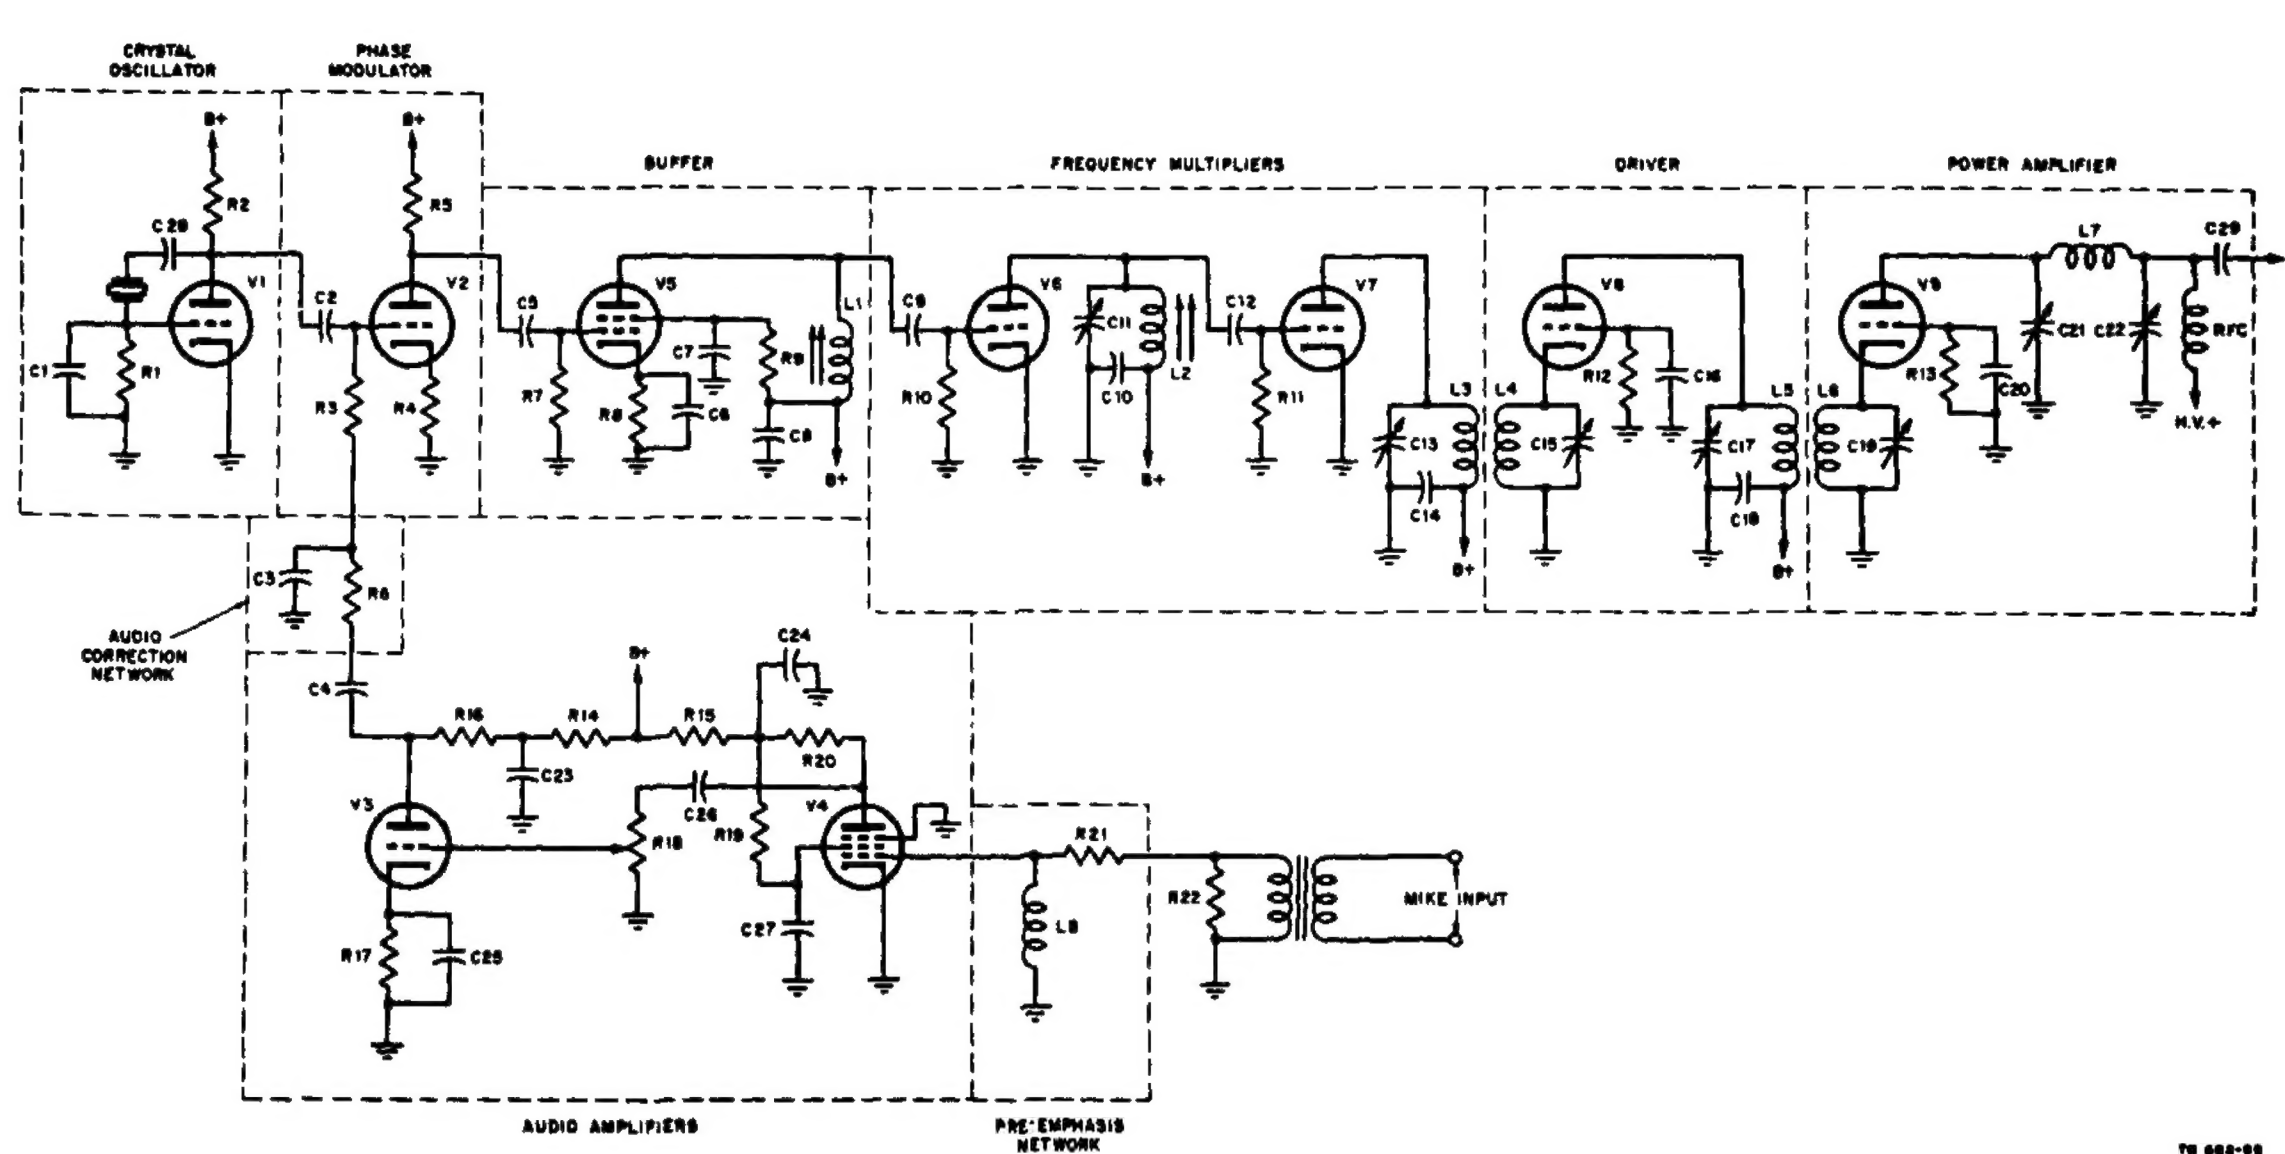 CRYSTAL
OSCILLATOR
PHASE
MODULATOR
BUFFER
FREQUENCY MULTIPLIERS
DRIVER
POWER AMPLIFIER
B+
B+
R2
R5
C28
V1
C2
V2
C1
R1
R3
R4
C5
V5
L1
C7
R9
R7
R8
C6
C8
B+
C9
V6
C11
C12
V7
L2
C10
R10
R11
B+
L3
C13
C14
B+
V8
R12
C16
L4
C15
L5
C17
C18
B+
V9
L7
C29
C21
C22
RFC
R13
C20
H.V.+
L6
C19
C3
R6
AUDIO
CORRECTION
NETWORK
C4
B+
C24
R16
R14
R15
R20
C23
V3
C26
V4
R18
R19
R21
C27
R22
MIKE INPUT
L8
R17
C25
AUDIO AMPLIFIERS
PRE-EMPHASIS
NETWORK